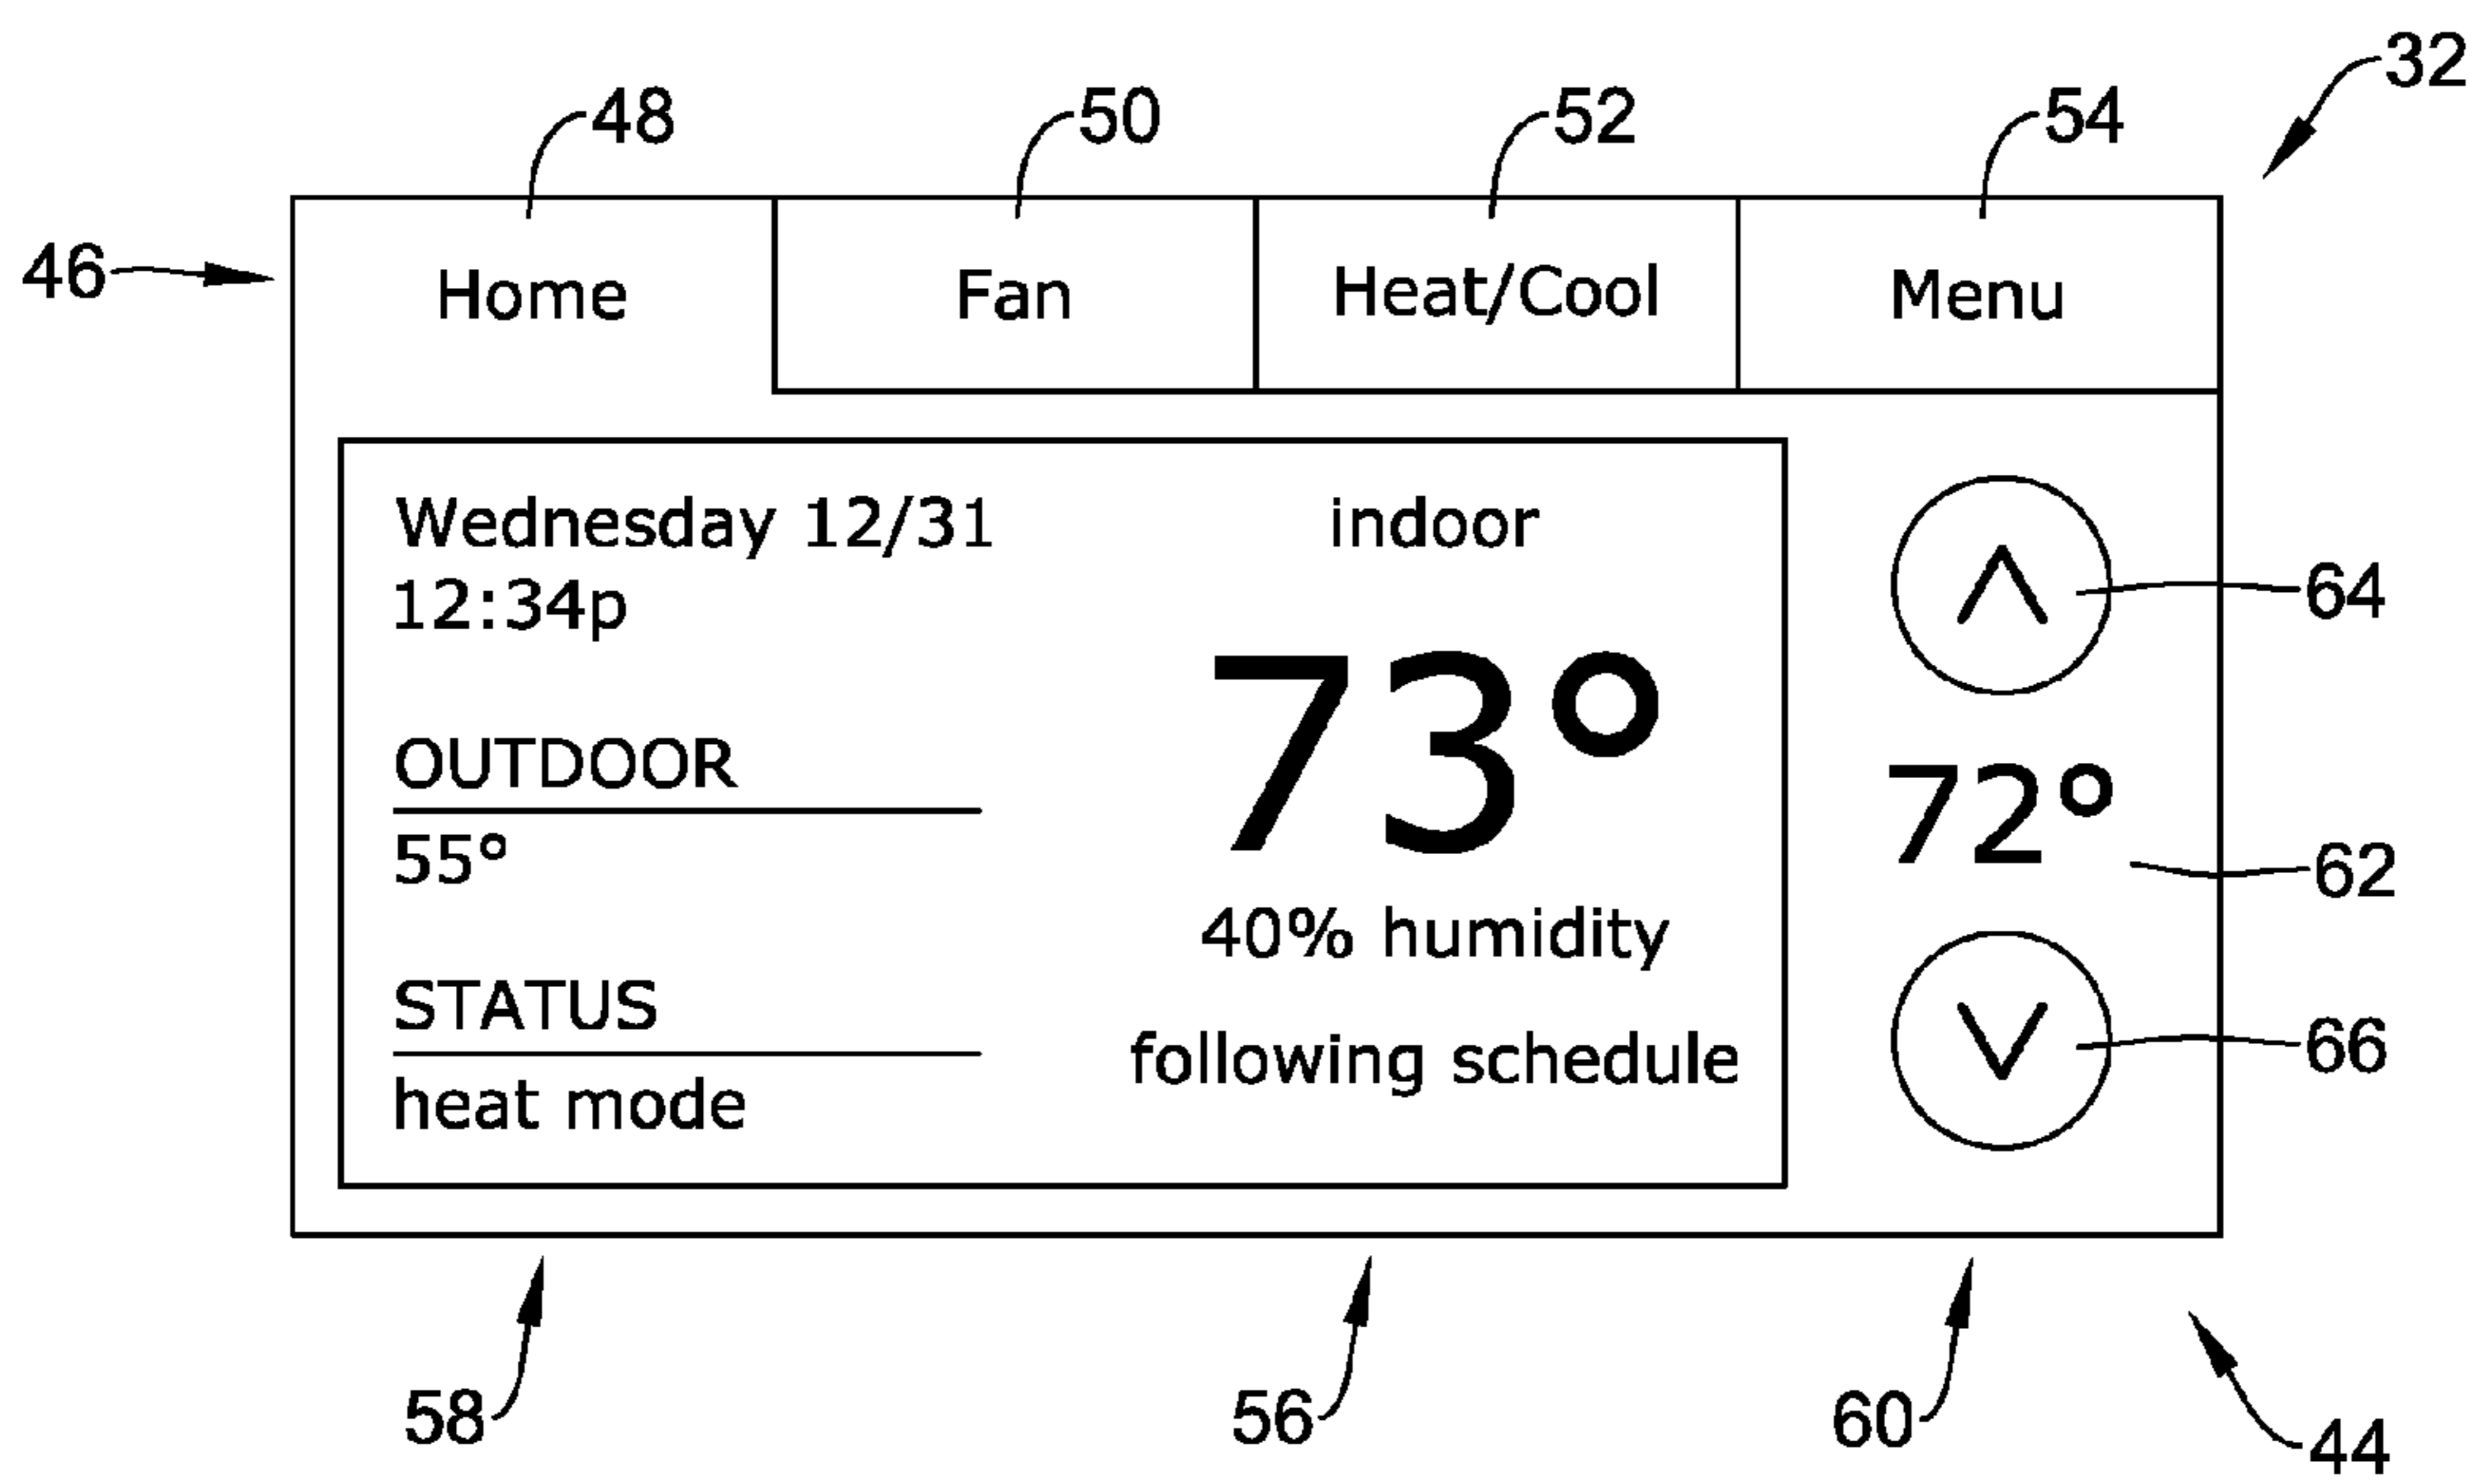 32
48
50
52
54
46
Home
Fan
Heat/Cool
Menu
Wednesday 12/31
12:34p
OUTDOOR
55°
STATUS
heat mode
indoor
73°
40% humidity
following schedule
64
72°
62
66
58
56
60
44